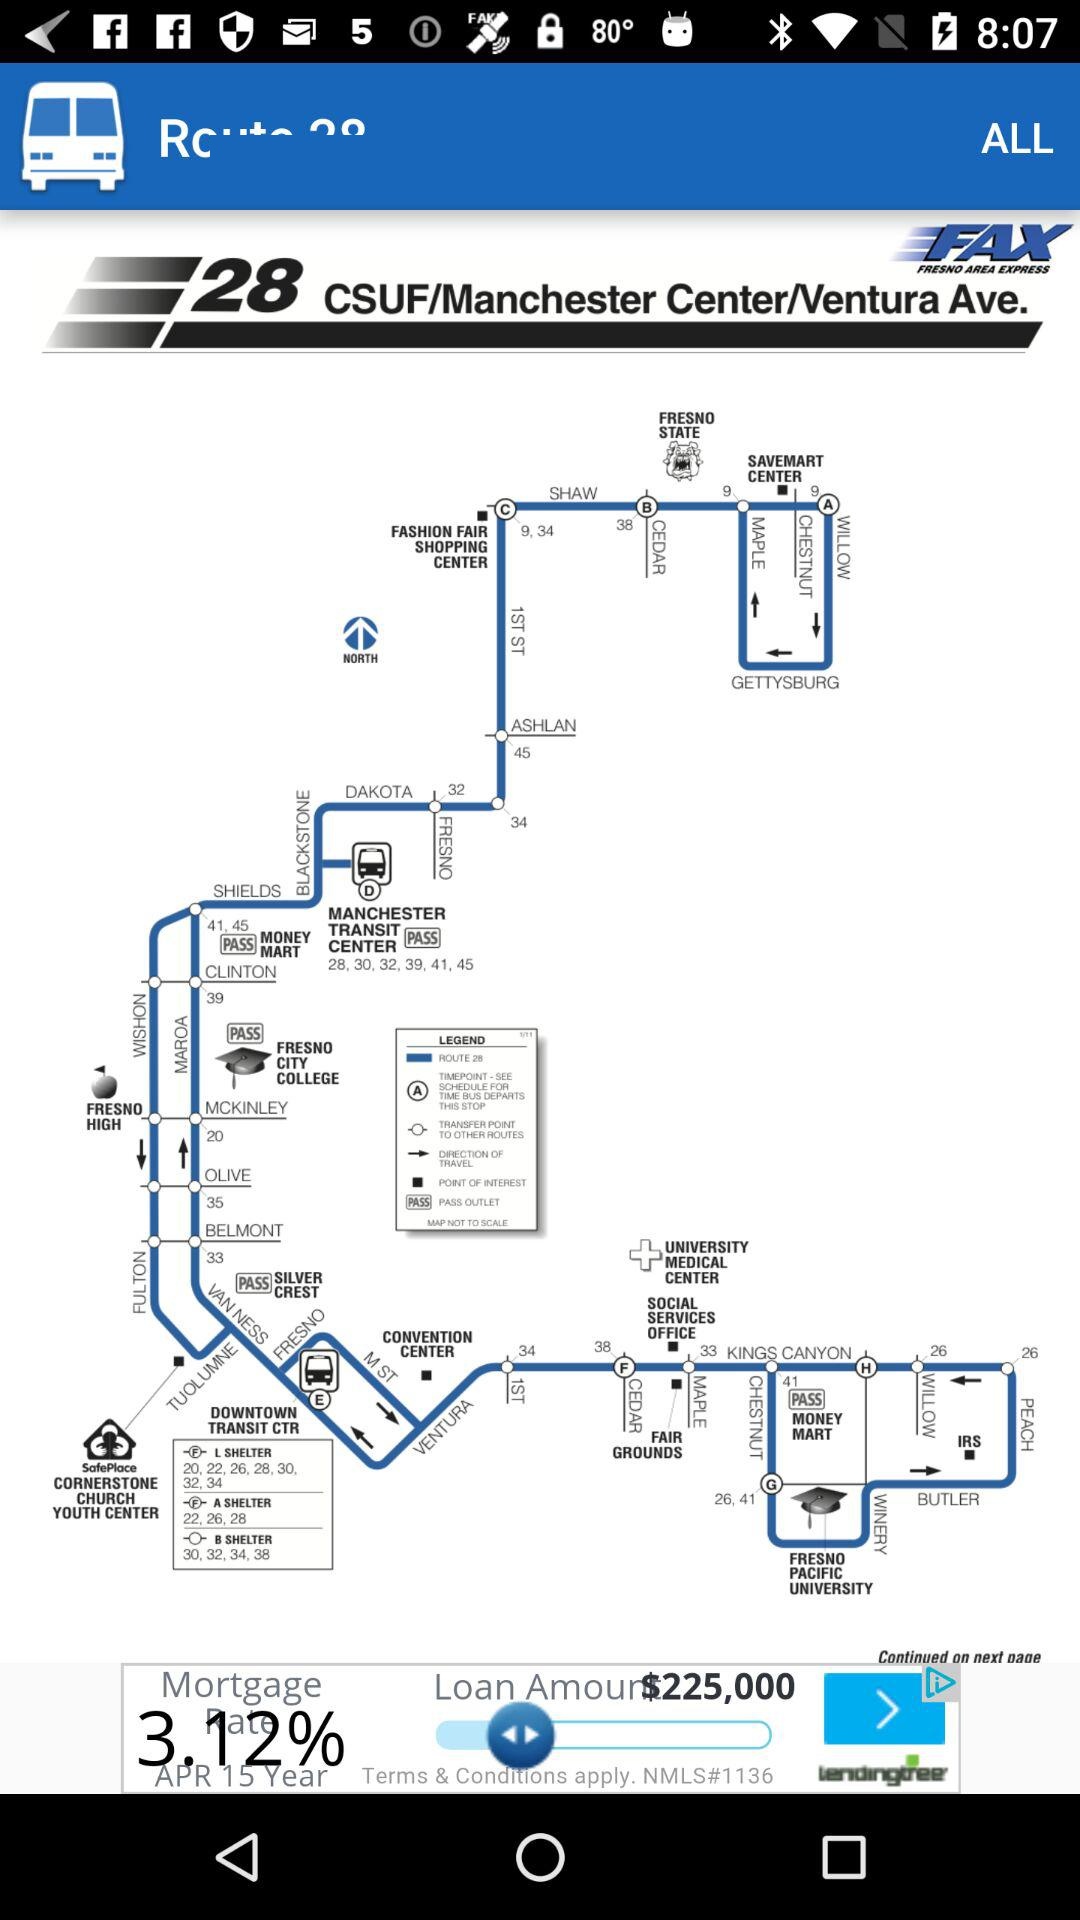 5 FAKE 80° 8:07
ALL
FAX
FRESNO AREA EXPRESS
28 CSUF/Manchester Center/Ventura Ave.
FRESNO
STATE
SAVEMART
CENTER
SHAW
9
9
C
B
A
9, 34
38
CEDAR
MAPLE
CHESTNUT
WILLOW
FASHION FAIR
SHOPPING
CENTER
1ST ST
NORTH
GETTYSBURG
ASHLAN
45
DAKOTA
32
34
BLACKSTONE
FRESNO
D
SHIELDS
MANCHESTER
TRANSIT
CENTER PASS
28, 30, 32, 39, 41, 45
41, 45
PASS MONEY
MART
CLINTON
39
WISHON
MAROA
PASS
FRESNO
CITY
COLLEGE
FRESNO
HIGH
MCKINLEY
20
OLIVE
35
BELMONT
33
FULTON
LEGEND
1/11
ROUTE 28
A
TIMEPOINT - SEE
SCHEDULE FOR
TIME BUS DEPARTS
THIS STOP
TRANSFER POINT
TO OTHER ROUTES
DIRECTION OF
TRAVEL
POINT OF INTEREST
PASS PASS OUTLET
MAP NOT TO SCALE
PASS SILVER
CREST
VAN NESS
FRESNO
M ST
TUOLUMNE
E
CONVENTION
CENTER
VENTURA
UNIVERSITY
MEDICAL
CENTER
SOCIAL
SERVICES
OFFICE
34
38
33
KINGS CANYON
26
26
1ST
F
CEDAR
MAPLE
CHESTNUT
41
H
WILLOW
PEACH
PASS
MONEY
MART
FAIR
GROUNDS
IRS
G
26, 41
BUTLER
WINERY
FRESNO
PACIFIC
UNIVERSITY
DOWNTOWN
TRANSIT CTR
F L SHELTER
20, 22, 26, 28, 30,
32, 34
F A SHELTER
22, 26, 28
B SHELTER
30, 32, 34, 38
SafePlace
CORNERSTONE
CHURCH
YOUTH CENTER
Continued on next page
Mortgage
Rate
3.12%
APR 15 Year
Loan Amount $225,000
Terms & Conditions apply. NMLS#1136
lendingtree